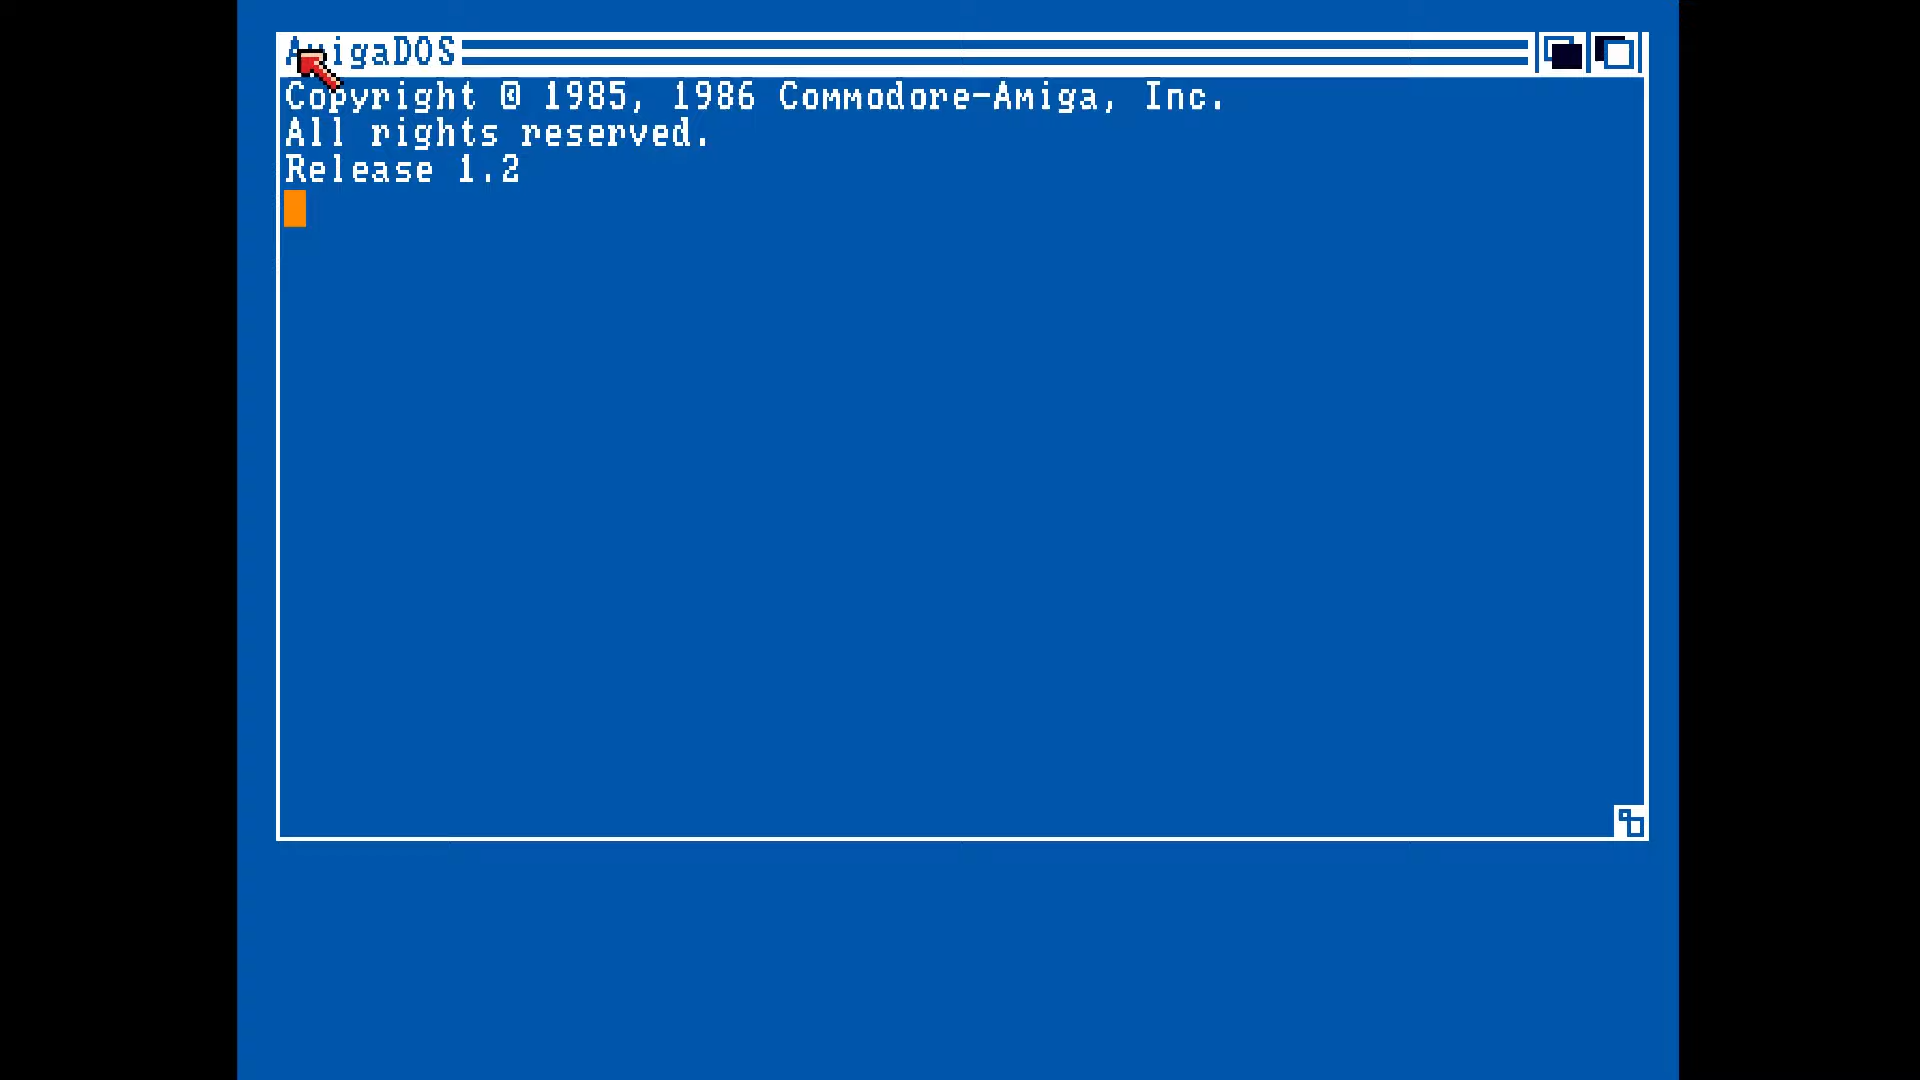 AmigaDOS
Copyright © 1985, 1986 Commodore-Amiga, Inc.
All rights reserved.
Release 1.2